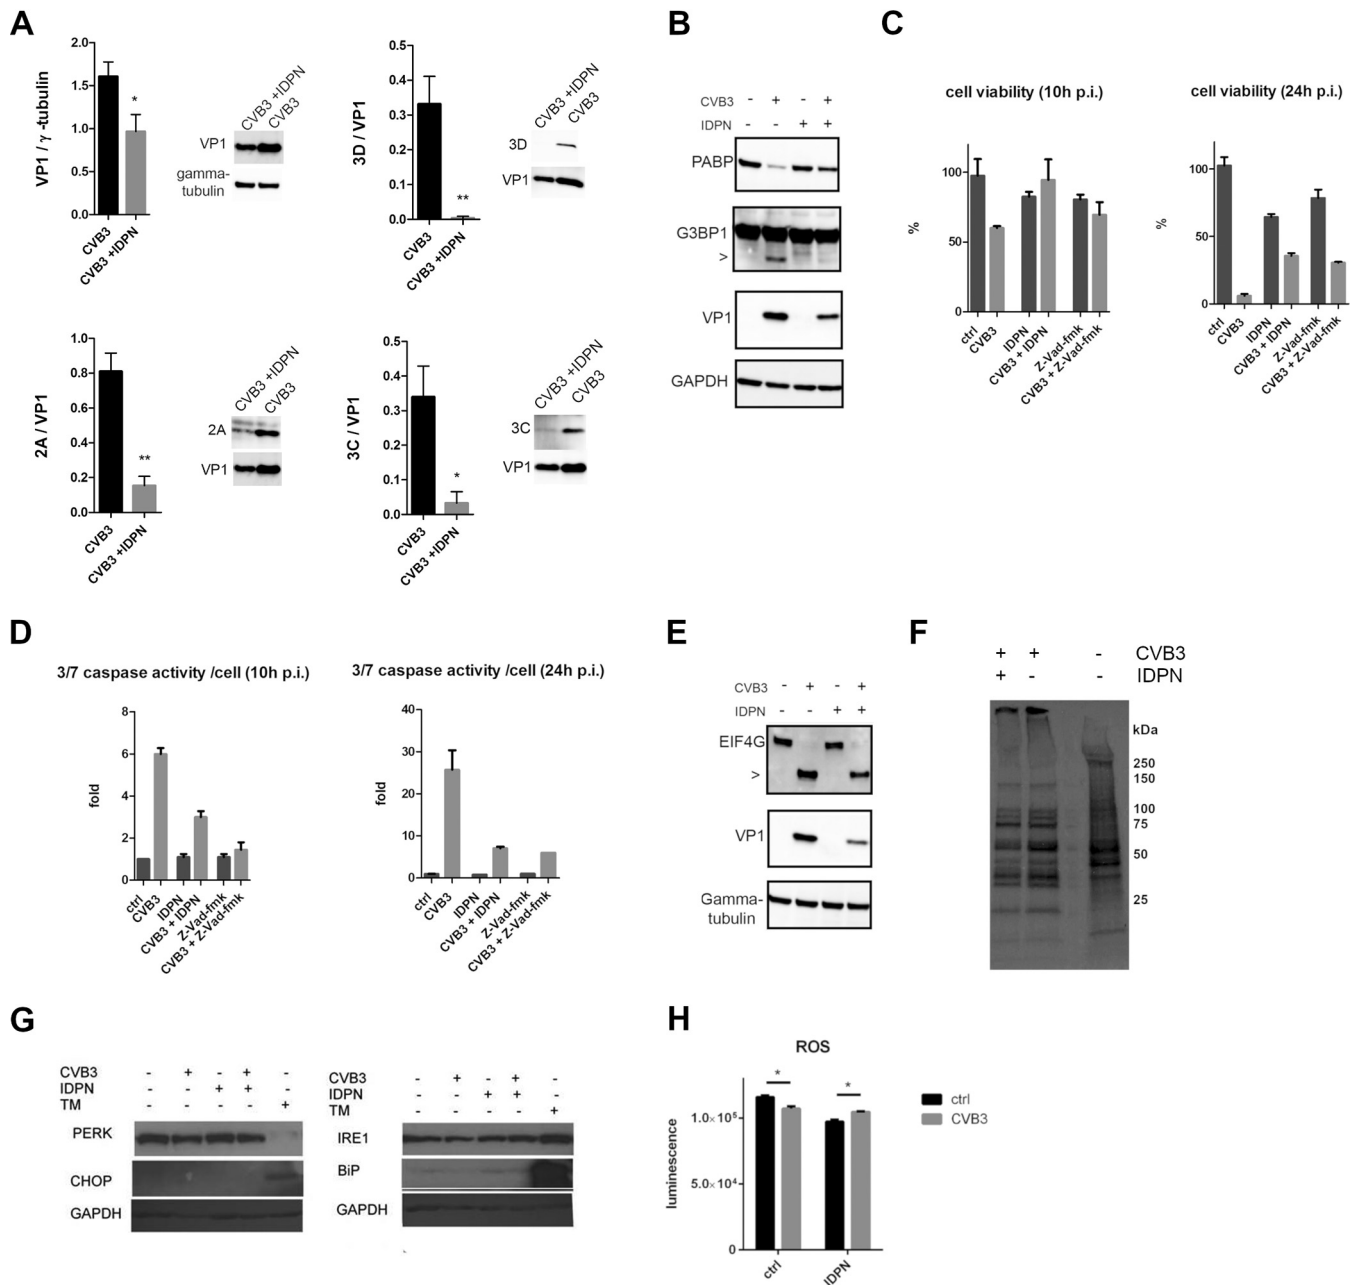 A
2.0
1.5
1.0
0.5
0.0
VP1 / γ -tubulin
*
CVB3
CVB3 +IDPN
CVB3 +IDPN
CVB3
VP1
gamma-
tubulin
0.5
0.4
0.3
0.2
0.1
0.0
3D / VP1
**
CVB3
CVB3 +IDPN
CVB3 +IDPN
CVB3
3D
VP1
1.0
0.8
0.6
0.4
0.2
0.0
2A / VP1
**
CVB3
CVB3 +IDPN
CVB3 +IDPN
CVB3
2A
VP1
0.5
0.4
0.3
0.2
0.1
0.0
3C / VP1
*
CVB3
CVB3 +IDPN
CVB3 +IDPN
CVB3
3C
VP1
B
CVB3 - + - +
IDPN - - + +
PABP
G3BP1
>
VP1
GAPDH
C
cell viability (10h p.i.)
100
50
0
%
ctrl
CVB3
IDPN
CVB3 + IDPN
Z-Vad-fmk
CVB3 + Z-Vad-fmk
cell viability (24h p.i.)
100
50
0
%
ctrl
CVB3
IDPN
CVB3 + IDPN
Z-Vad-fmk
CVB3 + Z-Vad-fmk
D
3/7 caspase activity /cell (10h p.i.)
8
6
4
2
0
fold
ctrl
CVB3
IDPN
CVB3 + IDPN
Z-Vad-fmk
CVB3 + Z-Vad-fmk
3/7 caspase activity /cell (24h p.i.)
40
30
20
10
0
fold
ctrl
CVB3
IDPN
CVB3 + IDPN
Z-Vad-fmk
CVB3 + Z-Vad-fmk
E
CVB3 - + - +
IDPN - - + +
EIF4G
>
VP1
Gamma-
tubulin
F
+ + - CVB3
+ - - IDPN
kDa
250
150
100
75
50
25
G
CVB3 - + - + -
IDPN - - + + -
TM - - - - +
PERK
CHOP
GAPDH
CVB3 - + - + -
IDPN - - + + -
TM - - - - +
IRE1
BiP
GAPDH
H
ROS
* *
1.0×10⁵
5.0×10⁴
0
luminescence
ctrl
IDPN
ctrl
CVB3